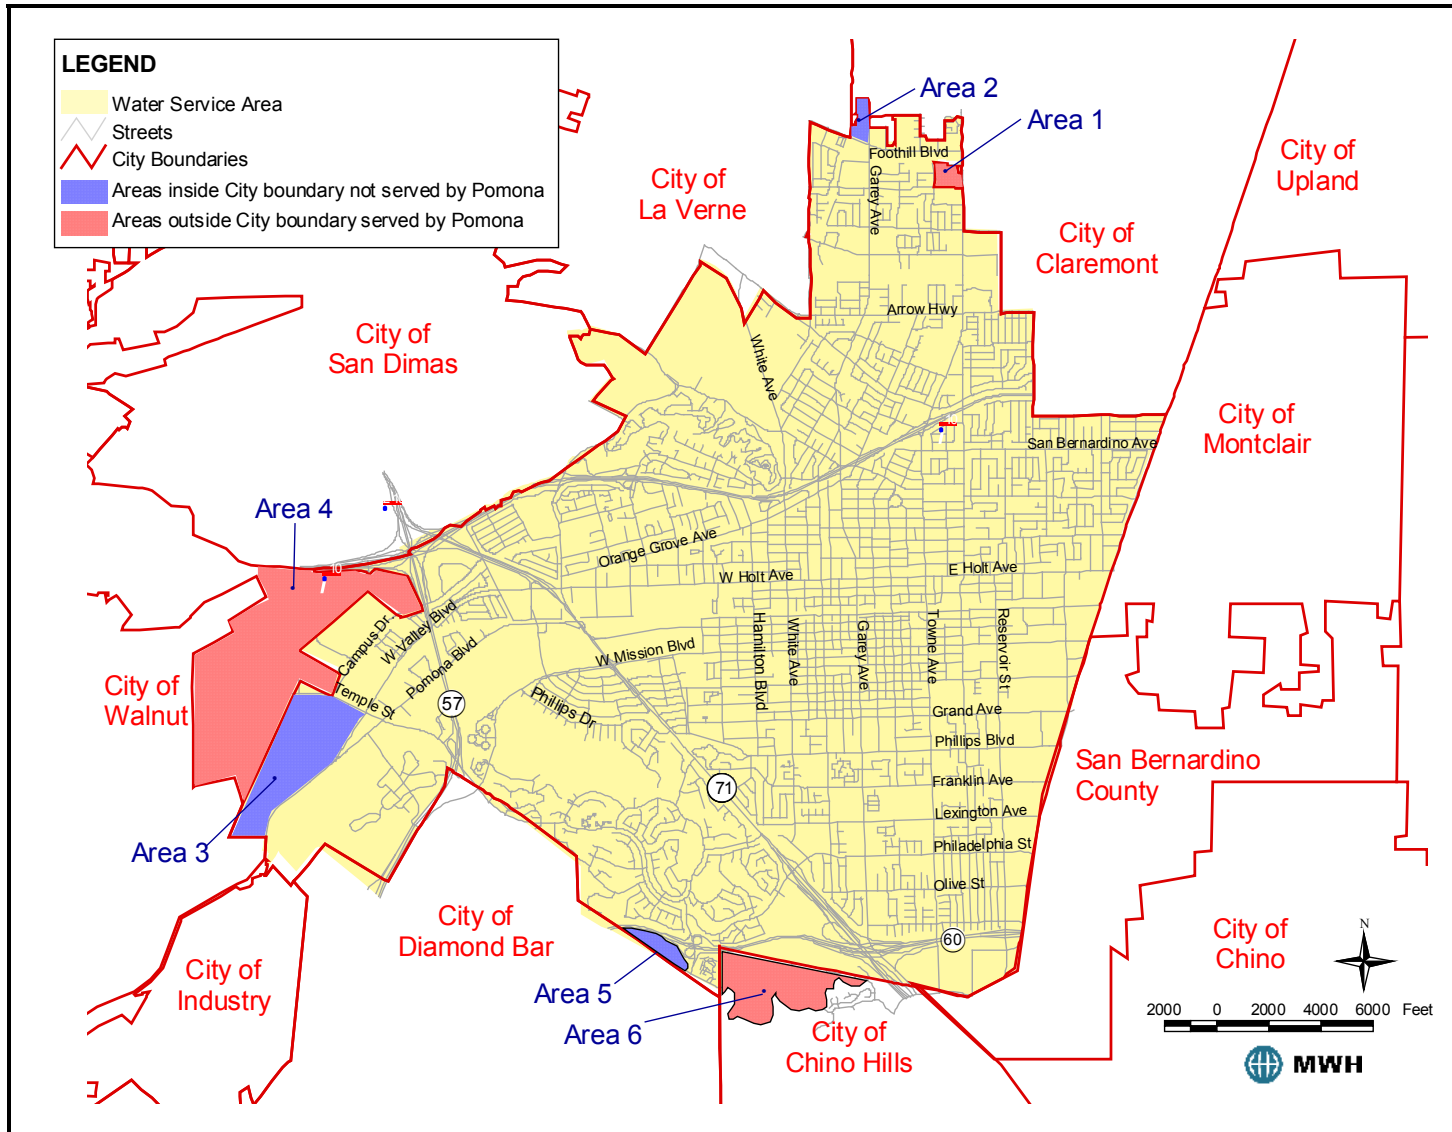 LEGEND
Water Service Area
Streets
City Boundaries
Areas inside City boundary not served by Pomona
Areas outside City boundary served by Pomona
Area 2
Area 1
Foothill Blvd
Garey Ave
City of
La Verne
City of
Upland
City of
Claremont
Arrow Hwy
City of
San Dimas
White Ave
City of
Montclair
San Bernardino Ave
Area 4
Orange Grove Ave
10
W Holt Ave
E Holt Ave
Campus Dr.
W Valley Blvd
Pomona Blvd
Temple St
W Mission Blvd
Hamilton Blvd
White Ave
Garey Ave
Towne Ave
Reservoir St
City of
Walnut
57
Phillips Dr
Grand Ave
Phillips Blvd
Franklin Ave
Lexington Ave
Philadelphia St
Olive St
71
San Bernardino
County
Area 3
City of
Diamond Bar
60
City of
Chino
N
City of
Industry
Area 5
Area 6
City of
Chino Hills
2000 0 2000 4000 6000 Feet
MWH